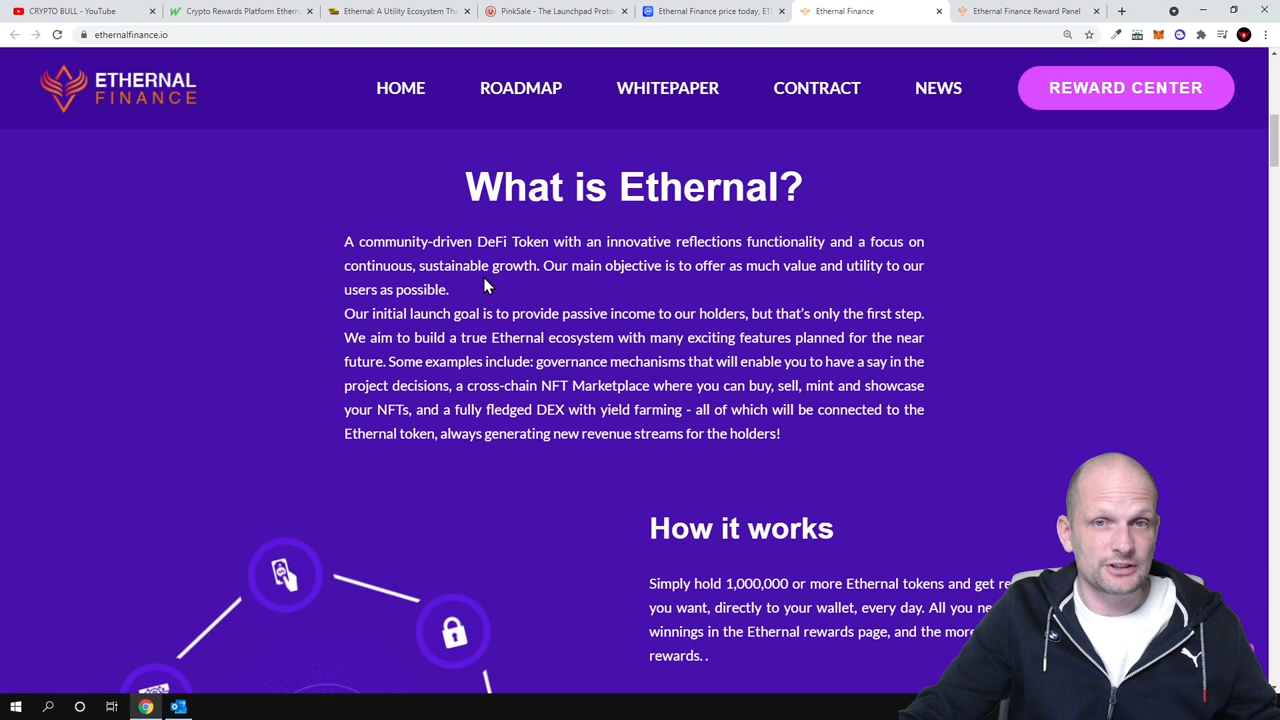 CRYPTO BULL - YouTube
Crypto Rewards Platform Ethern
Ethernal: A Utility Ecosystem Tha
PinkSale - The Launchpad Proto
Ethernal Finance price today, ET
Ethernal Finance
Ethernal Finance Reward Panel
ethernalfinance.io
ETHERNAL
FINANCE
HOME
ROADMAP
WHITEPAPER
CONTRACT
NEWS
REWARD CENTER
What is Ethernal?
A community-driven DeFi Token with an innovative reflections functionality and a focus on
continuous, sustainable growth. Our main objective is to offer as much value and utility to our
users as possible.
Our initial launch goal is to provide passive income to our holders, but that's only the first step.
We aim to build a true Ethernal ecosystem with many exciting features planned for the near
future. Some examples include: governance mechanisms that will enable you to have a say in the
project decisions, a cross-chain NFT Marketplace where you can buy, sell, mint and showcase
your NFTs, and a fully fledged DEX with yield farming - all of which will be connected to the
Ethernal token, always generating new revenue streams for the holders!
How it works
Simply hold 1,000,000 or more Ethernal tokens and get re
you want, directly to your wallet, every day. All you ne
winnings in the Ethernal rewards page, and the more
rewards. .